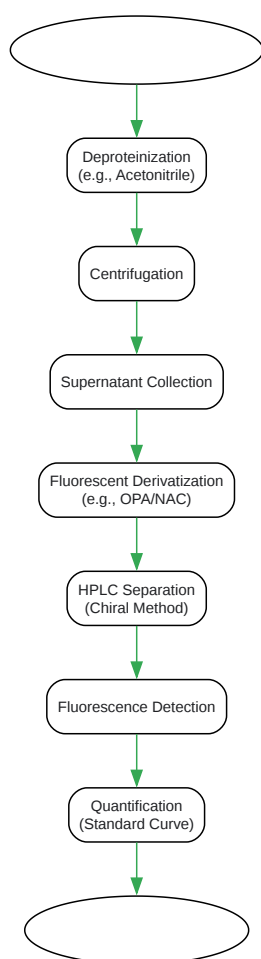 Deproteinization
(e.g., Acetonitrile)
Centrifugation
Supernatant Collection
Fluorescent Derivatization
(e.g., OPA/NAC)
HPLC Separation
(Chiral Method)
Fluorescence Detection
Quantification
(Standard Curve)